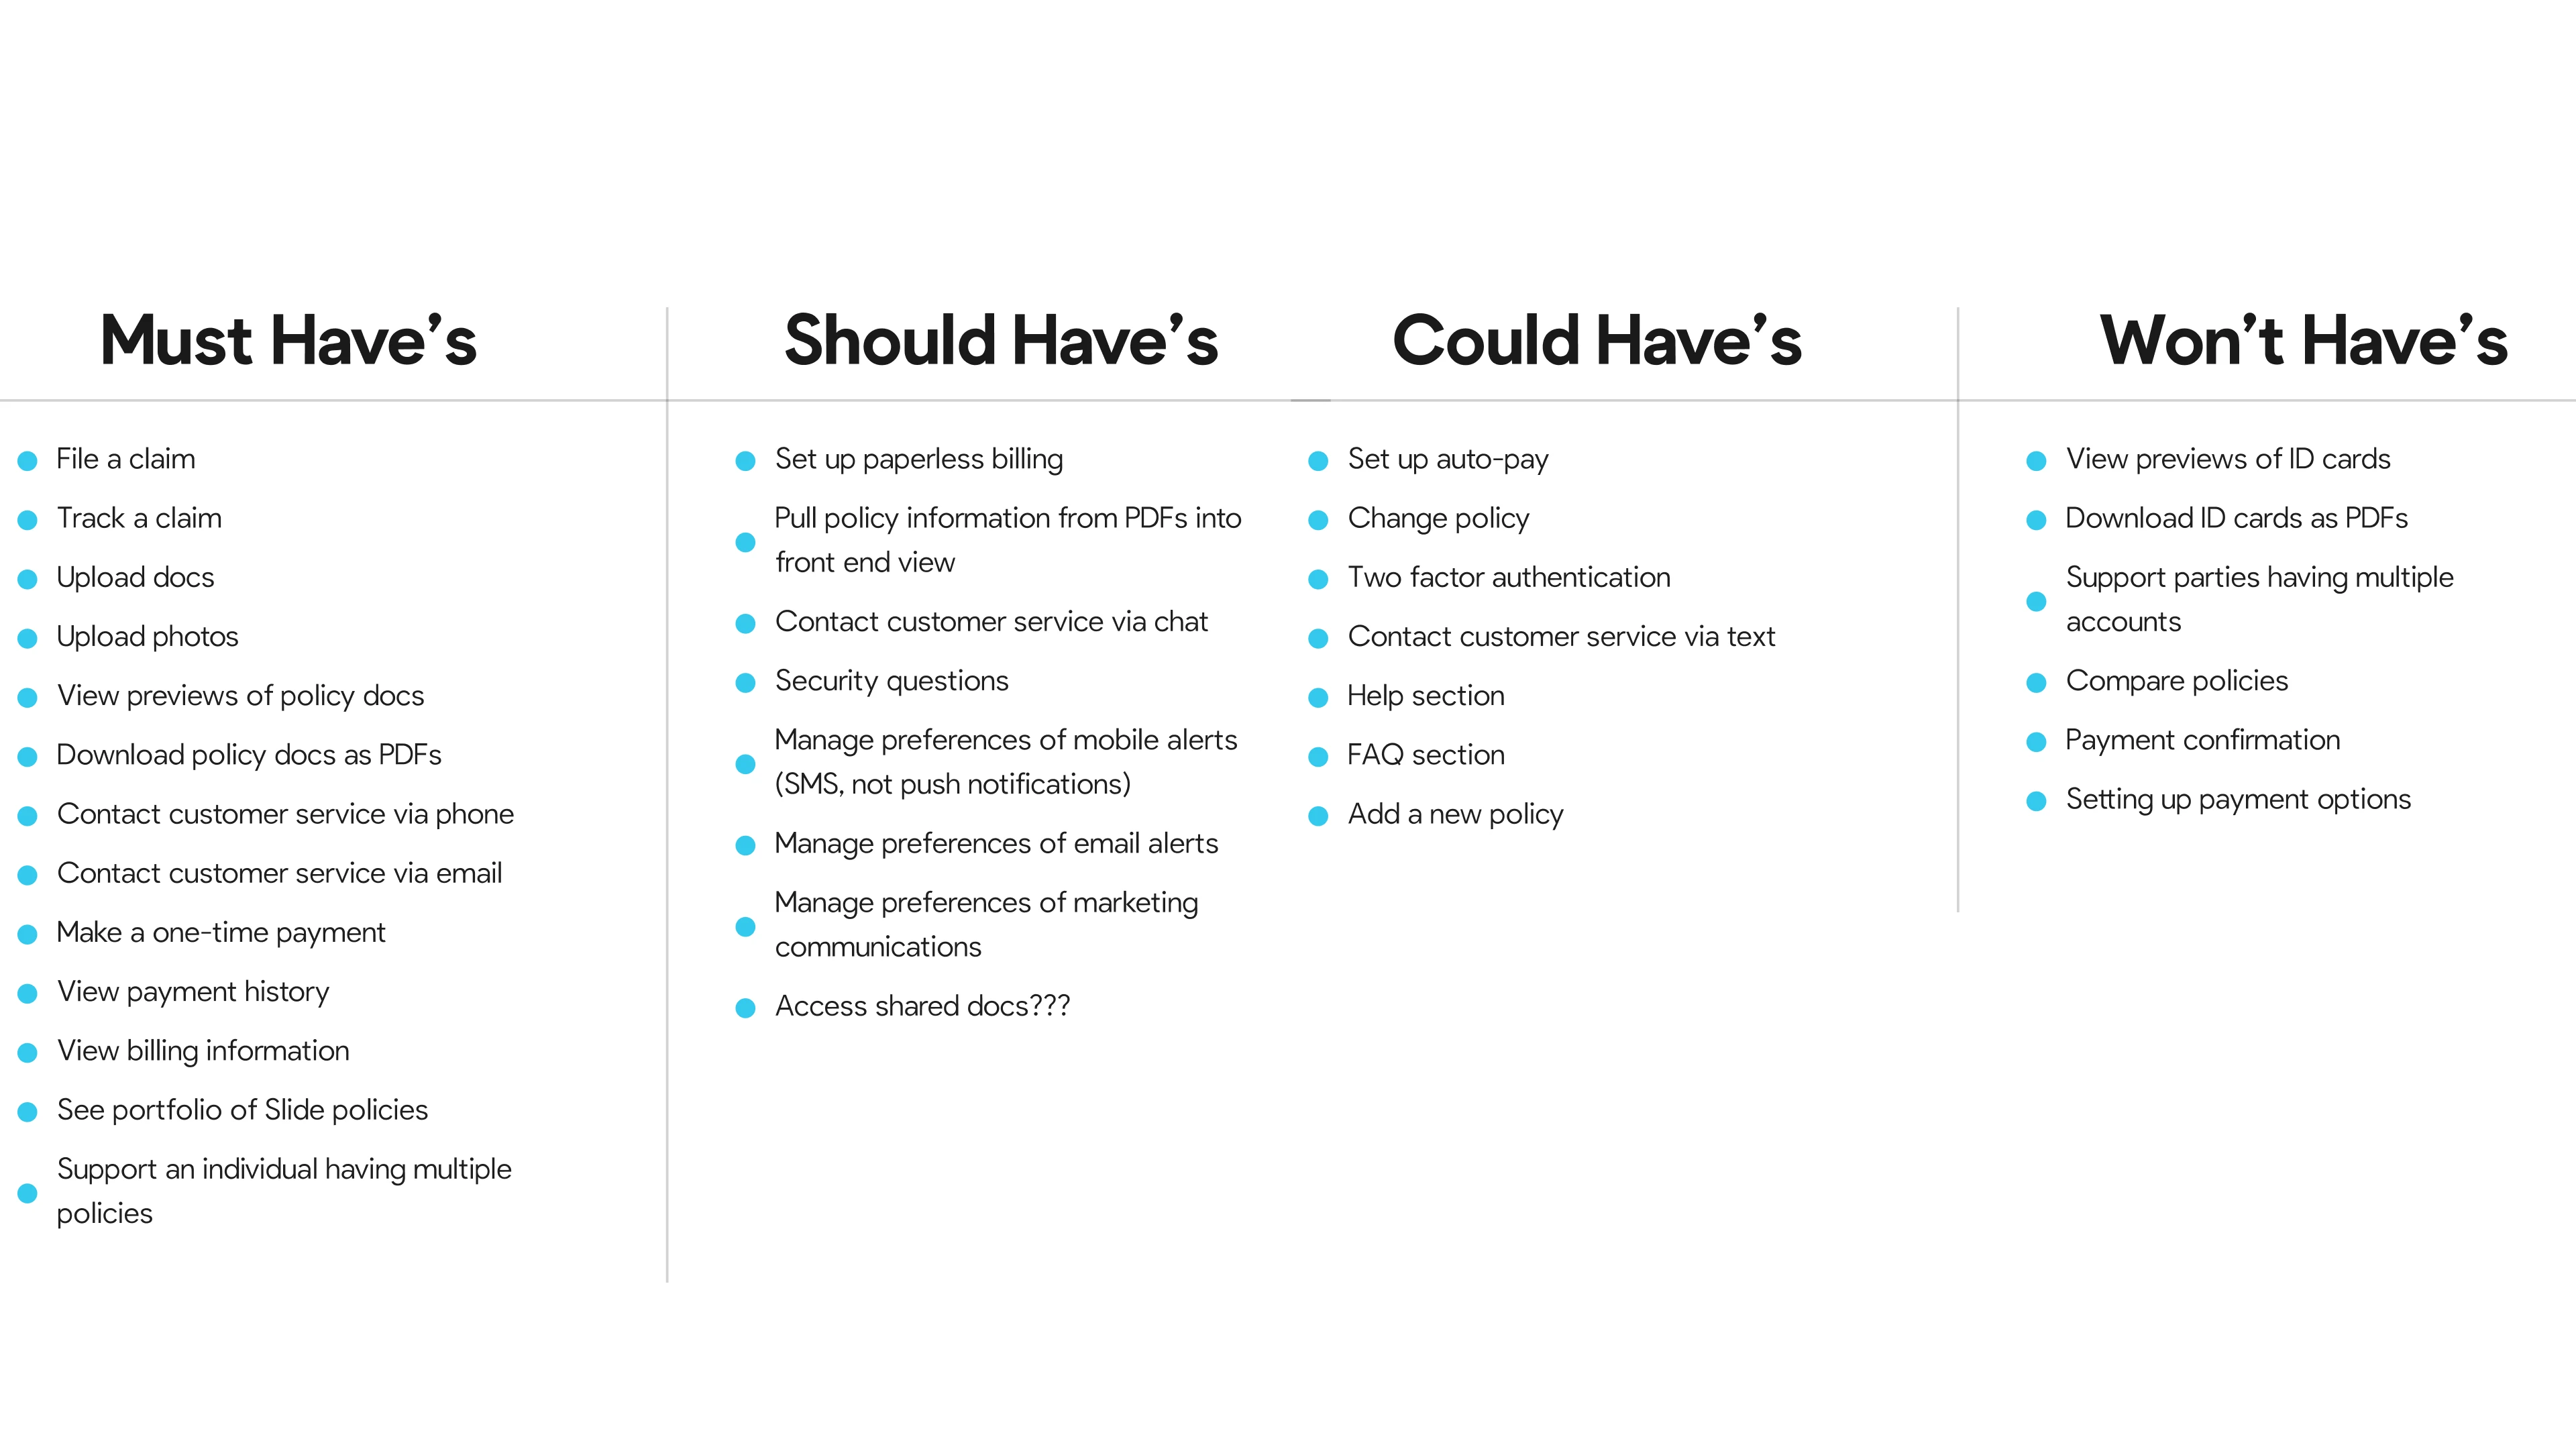 Must Have’s
File a claim
Track a claim
Upload docs
Upload photos
View previews of policy docs
Download policy docs as PDFs
Contact customer service via phone
Contact customer service via email
Make a one-time payment
View payment history
View billing information
See portfolio of Slide policies
Support an individual having multiple
policies
Should Have’s
Set up paperless billing
Pull policy information from PDFs into
front end view
Contact customer service via chat
Security questions
Manage preferences of mobile alerts
(SMS, not push notifications)
Manage preferences of email alerts
Manage preferences of marketing
communications
Access shared docs???
Could Have’s
Set up auto-pay
Change policy
Two factor authentication
Contact customer service via text
Help section
FAQ section
Add a new policy
Won’t Have’s
View previews of ID cards
Download ID cards as PDFs
Support parties having multiple
accounts
Compare policies
Payment confirmation
Setting up payment options